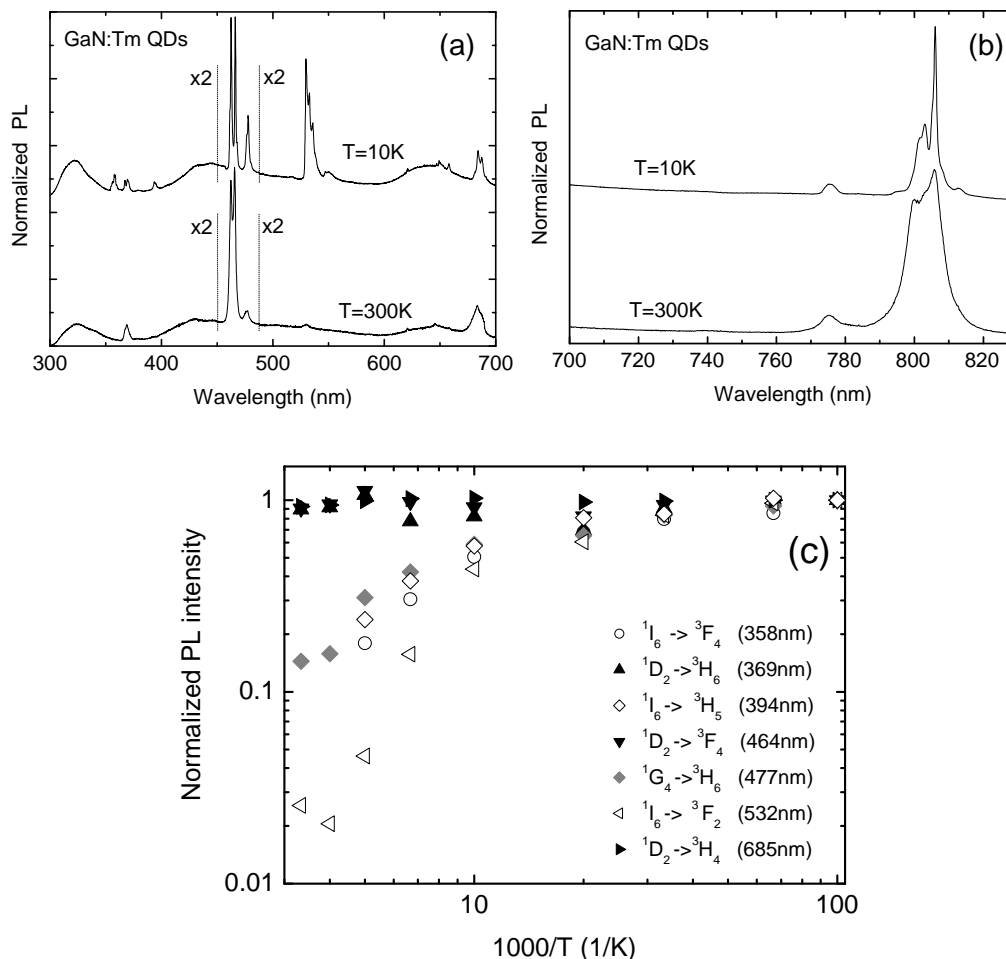 GaN:Tm QDs
(a)
x2
x2
T=10K
x2
x2
T=300K
Normalized PL
300 400 500 600 700
Wavelength (nm)
GaN:Tm QDs
(b)
T=10K
T=300K
Normalized PL
700 720 740 760 780 800 820
Wavelength (nm)
(c)
Normalized PL intensity
1
0.1
0.01
¹I₆ -> ³F₄ (358nm)
¹D₂ ->³H₆ (369nm)
¹I₆ -> ³H₅ (394nm)
¹D₂ -> ³F₄ (464nm)
¹G₄ ->³H₆ (477nm)
¹I₆ -> ³F₂ (532nm)
¹D₂ ->³H₄ (685nm)
10 100
1000/T (1/K)